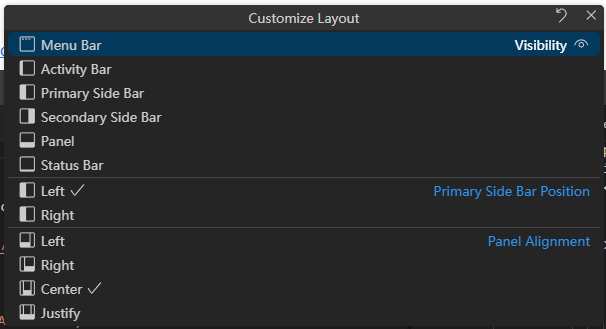 Customize Layout
Menu Bar Visibility
Activity Bar
Primary Side Bar
Secondary Side Bar
Panel
Status Bar
Left Primary Side Bar Position
Right
Left Panel Alignment
Right
Center
Justify